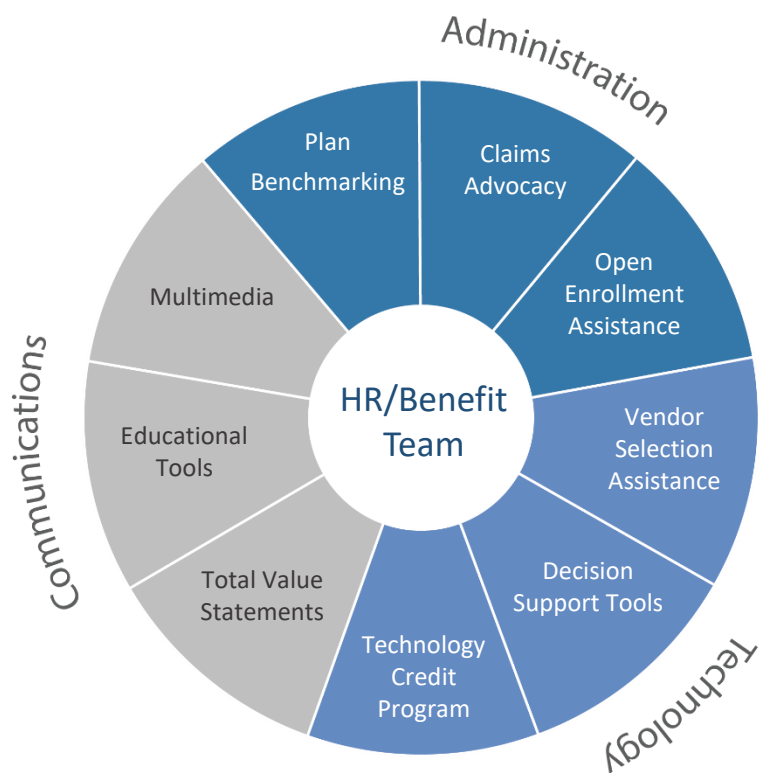 Administration
Plan
Benchmarking
Claims
Advocacy
Open
Enrollment
Assistance
Vendor
Selection
Assistance
Decision
Support Tools
Technology
Technology
Credit
Program
Total Value
Statements
Educational
Tools
Multimedia
Communications
HR/Benefit
Team